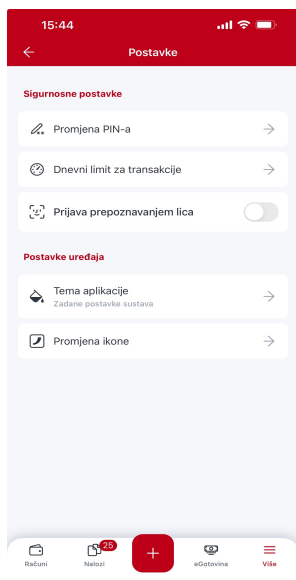 15:44
Postavke
Sigurnosne postavke
Promjena PIN-a
Dnevni limit za transakcije
Prijava prepoznavanjem lica
Postavke uređaja
Tema aplikacije
Zadane postavke sustava
Promjena ikone
25
Računi Nalozi eGotovina Više